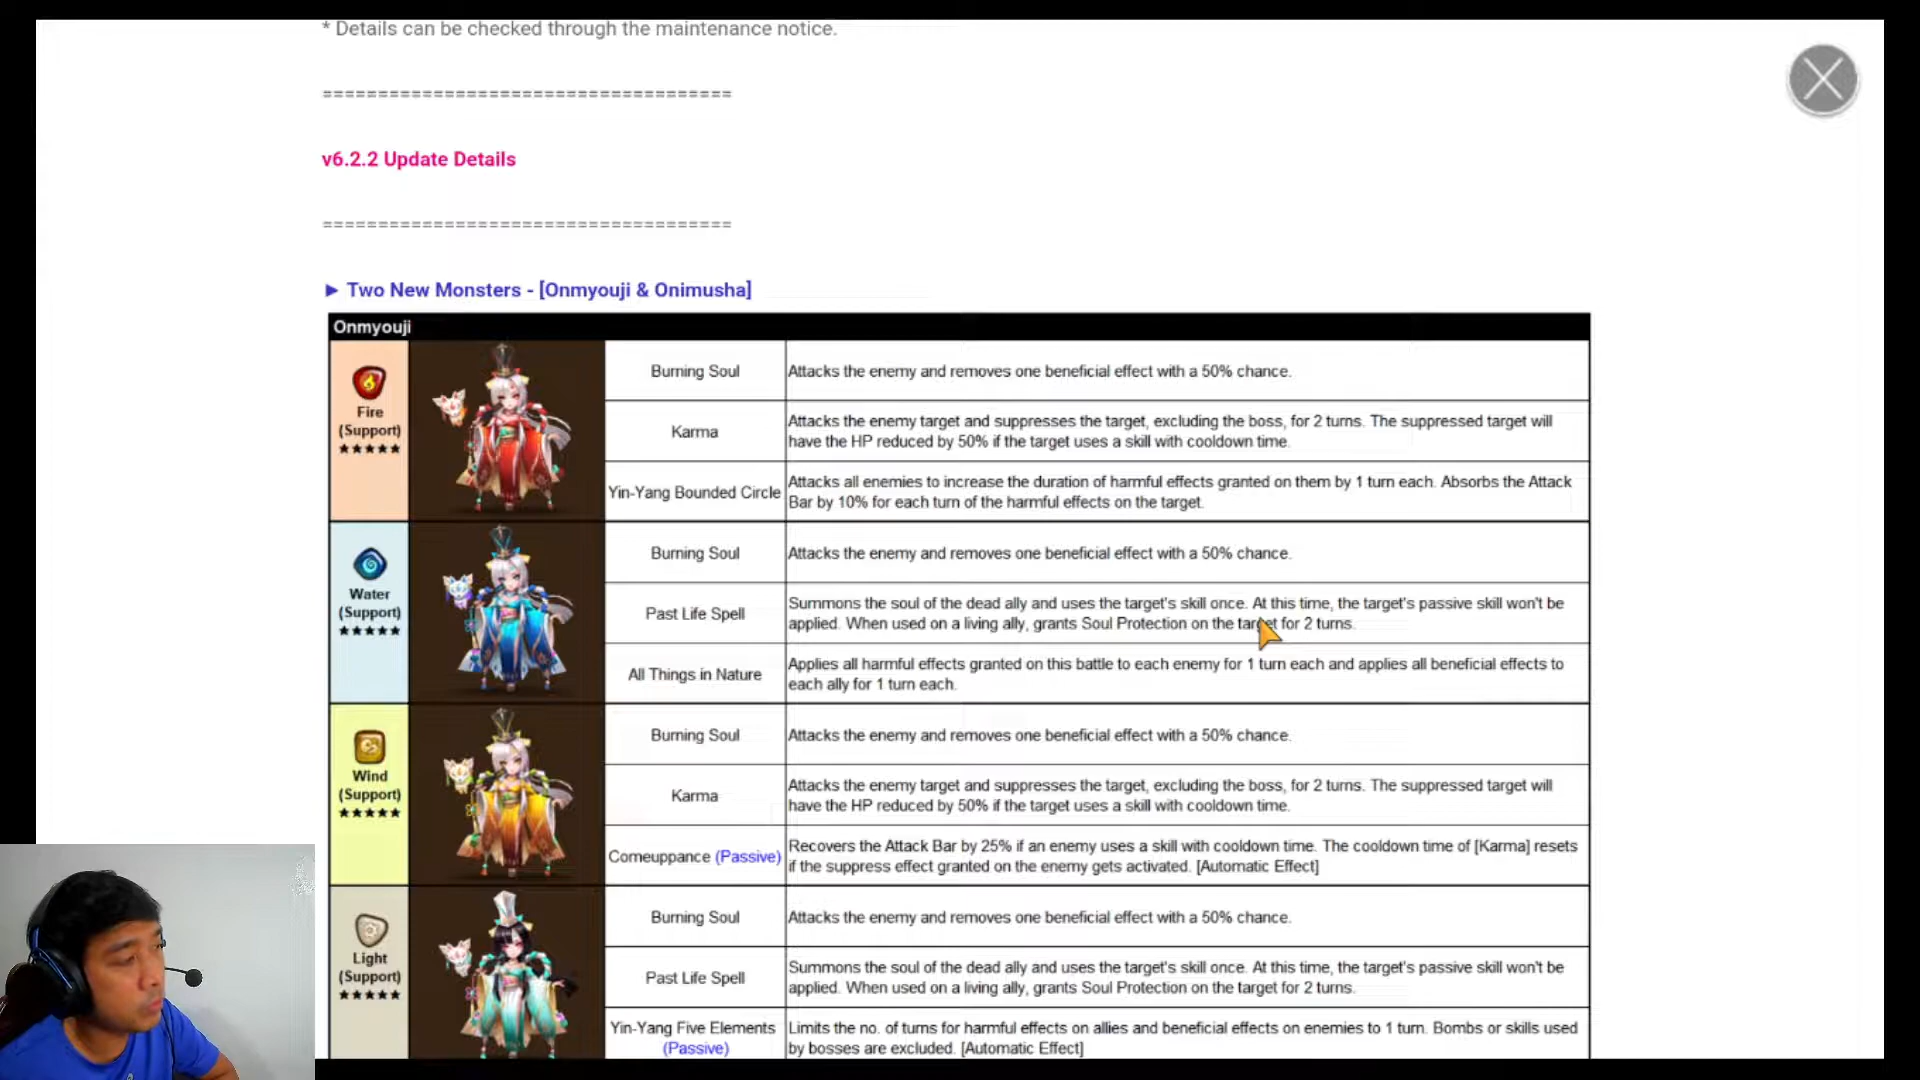 * Details can be checked through the maintenance notice.
=====================================
v6.2.2 Update Details
=====================================
► Two New Monsters - [Onmyouji & Onimusha]
Onmyouji
Fire
(Support)
★★★★★
Burning Soul
Attacks the enemy and removes one beneficial effect with a 50% chance.
Karma
Attacks the enemy target and suppresses the target, excluding the boss, for 2 turns. The suppressed target will
have the HP reduced by 50% if the target uses a skill with cooldown time.
Yin-Yang Bounded Circle
Attacks all enemies to increase the duration of harmful effects granted on them by 1 turn each. Absorbs the Attack
Bar by 10% for each turn of the harmful effects on the target.
Water
(Support)
★★★★★
Burning Soul
Attacks the enemy and removes one beneficial effect with a 50% chance.
Past Life Spell
Summons the soul of the dead ally and uses the target's skill once. At this time, the target's passive skill won't be
applied. When used on a living ally, grants Soul Protection on the target for 2 turns.
All Things in Nature
Applies all harmful effects granted on this battle to each enemy for 1 turn each and applies all beneficial effects to
each ally for 1 turn each.
Wind
(Support)
★★★★★
Burning Soul
Attacks the enemy and removes one beneficial effect with a 50% chance.
Karma
Attacks the enemy target and suppresses the target, excluding the boss, for 2 turns. The suppressed target will
have the HP reduced by 50% if the target uses a skill with cooldown time.
Comeuppance (Passive)
Recovers the Attack Bar by 25% if an enemy uses a skill with cooldown time. The cooldown time of [Karma] resets
if the suppress effect granted on the enemy gets activated. [Automatic Effect]
Light
(Support)
★★★★★
Burning Soul
Attacks the enemy and removes one beneficial effect with a 50% chance.
Past Life Spell
Summons the soul of the dead ally and uses the target's skill once. At this time, the target's passive skill won't be
applied. When used on a living ally, grants Soul Protection on the target for 2 turns.
Yin-Yang Five Elements
(Passive)
Limits the no. of turns for harmful effects on allies and beneficial effects on enemies to 1 turn. Bombs or skills used
by bosses are excluded. [Automatic Effect]